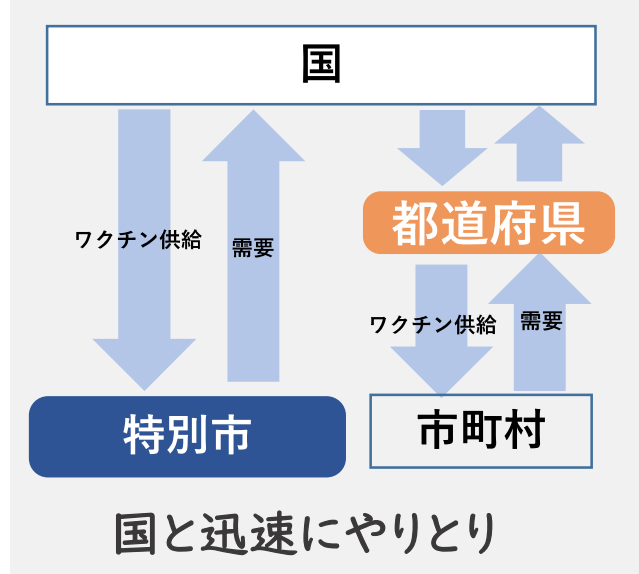 国
ワクチン供給
需要
都道府県
ワクチン供給
需要
特別市
市町村
国と迅速にやりとり